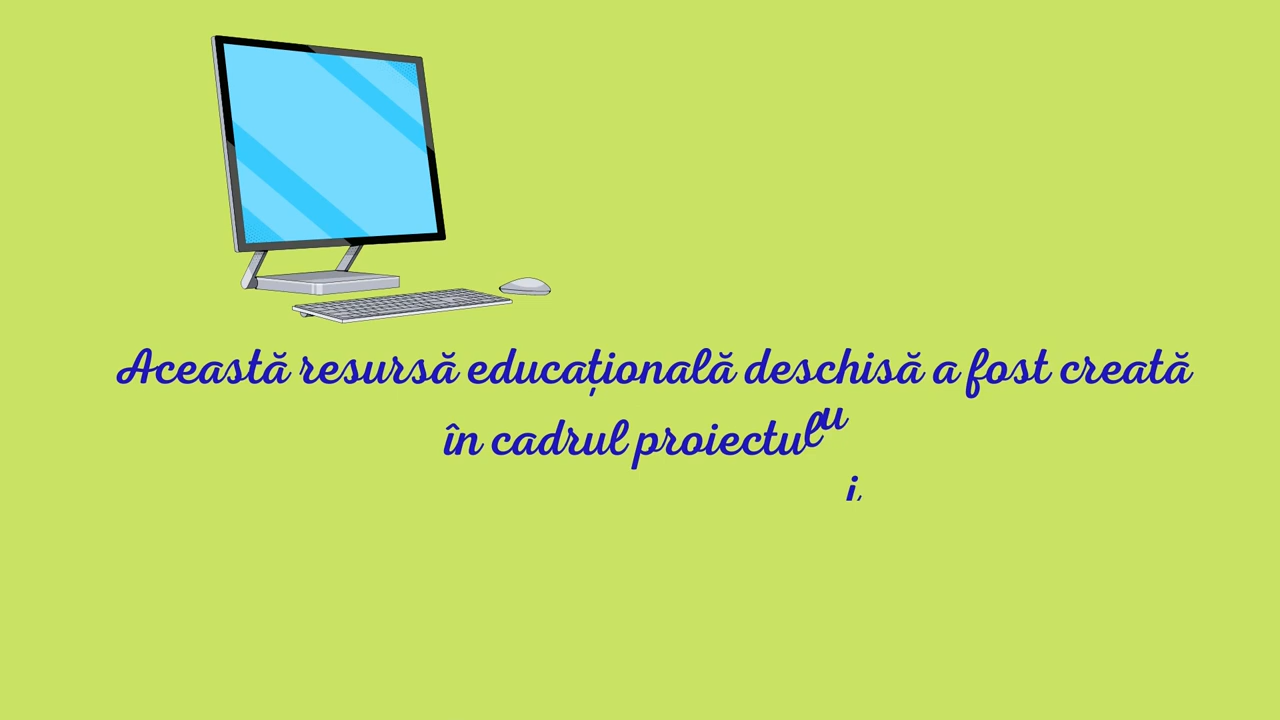 Această resursă educațională deschisă a fost creată
în cadrul proiectului,